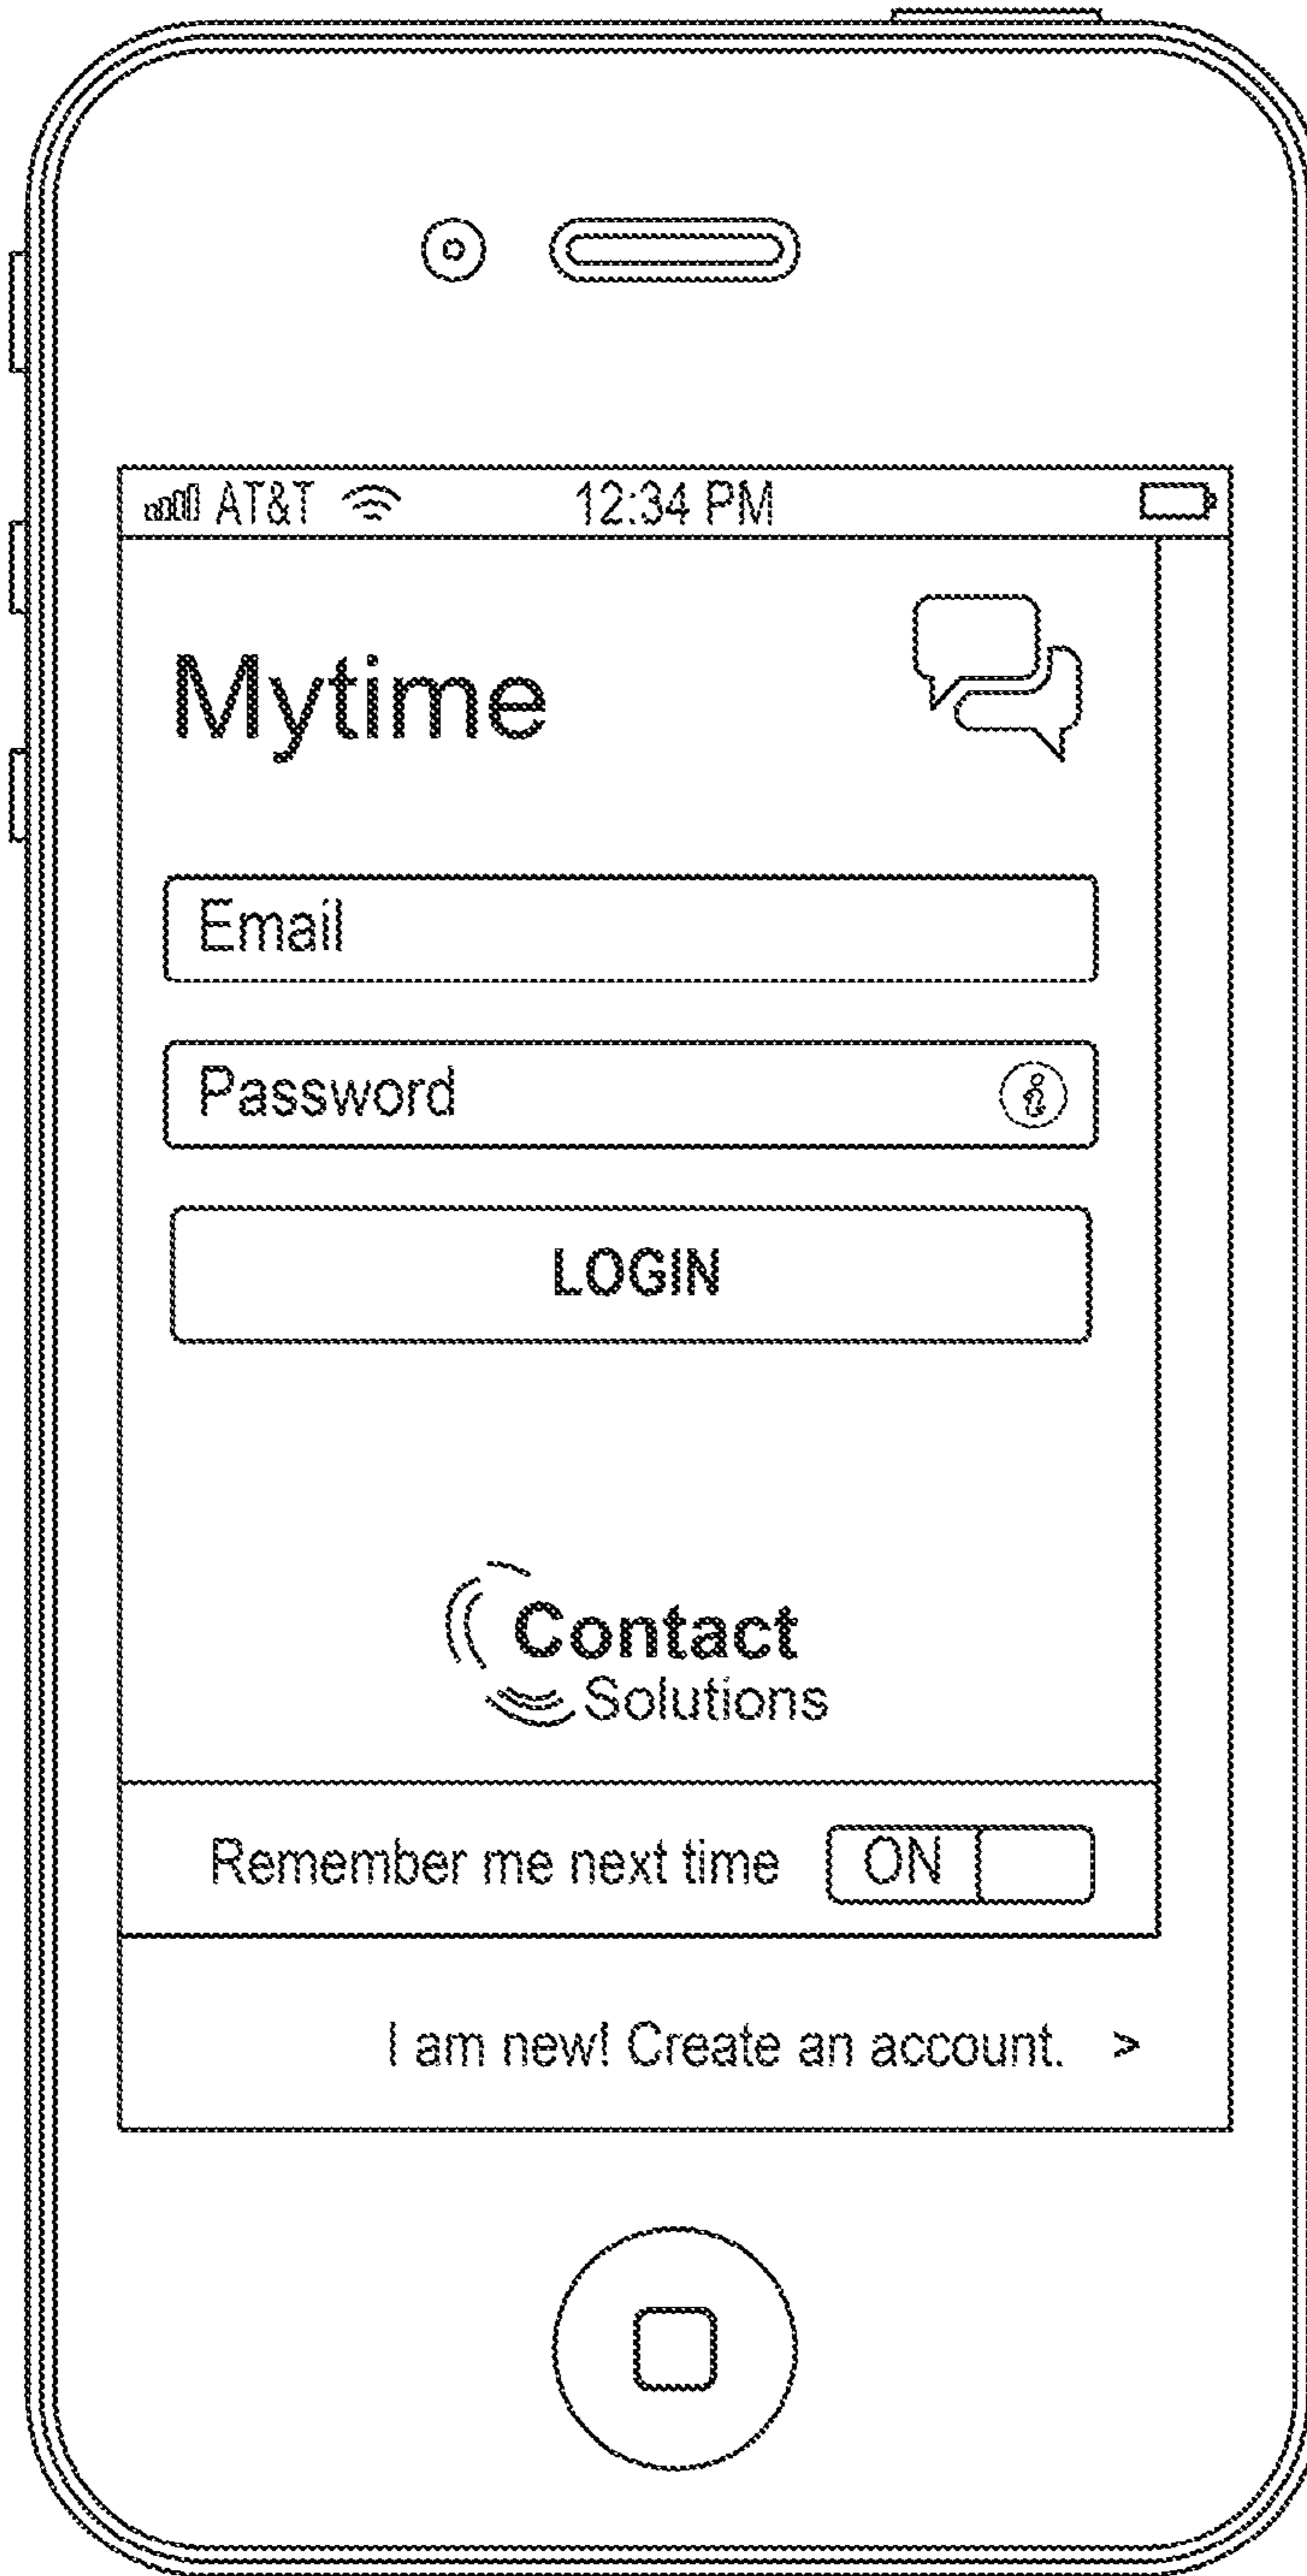 AT&T 12:34 PM
Mytime
Email
Password i
LOGIN
Contact
Solutions
Remember me next time ON
I am new! Create an account. >